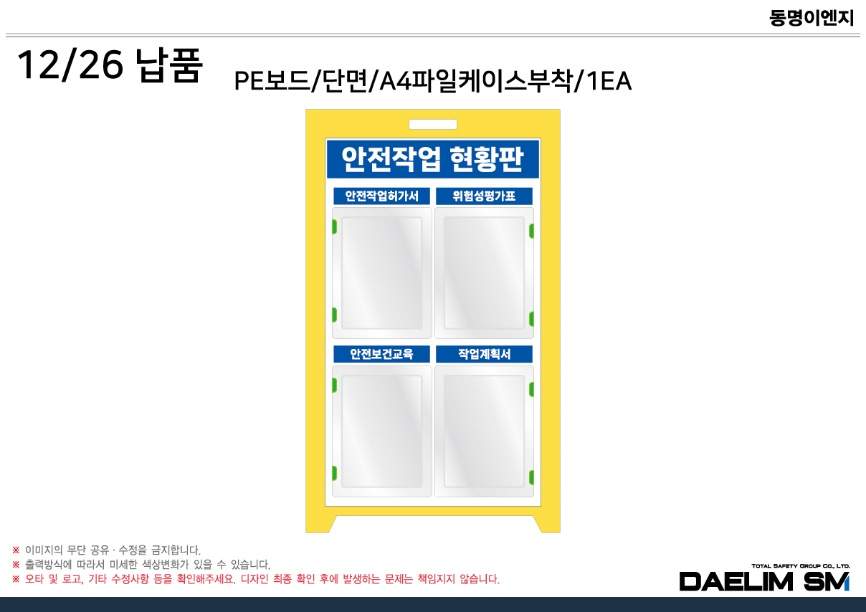 동명이엔지
12/26 납품
PE보드/단면/A4파일케이스부착/1EA
안전작업 현황판
안전작업허가서 위험성평가표
안전보건교육 작업계획서
※ 이미지의 무단 공유 · 수정을 금지합니다.
※ 출력방식에 따라서 미세한 색상변화가 있을 수 있습니다.
※ 오타 및 로고, 기타 수정사항 등을 확인해주세요. 디자인 최종 확인 후에 발생하는 문제는 책임지지 않습니다.
TOTAL SAFETY GROUP CO., LTD.
DAELIM SM